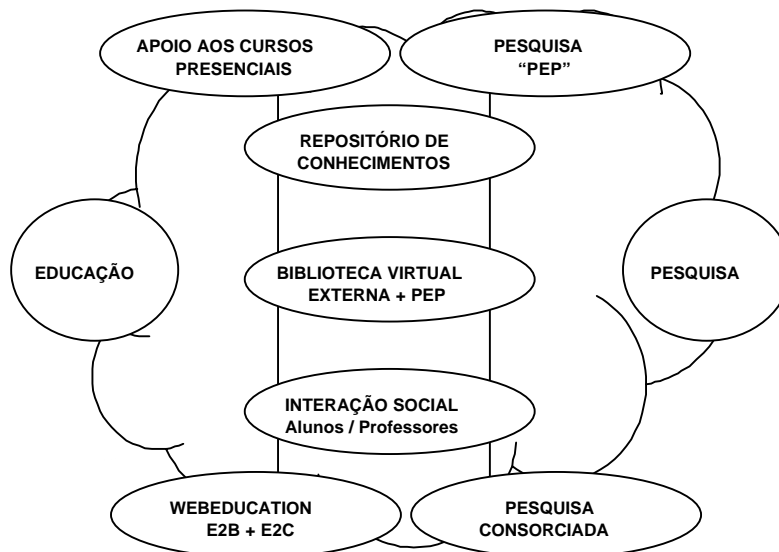 APOIO AOS CURSOS
PRESENCIAIS
PESQUISA
“PEP”
REPOSITÓRIO DE
CONHECIMENTOS
EDUCAÇÃO
BIBLIOTECA VIRTUAL
EXTERNA + PEP
PESQUISA
INTERAÇÃO SOCIAL
Alunos / Professores
WEBEDUCATION
E2B + E2C
PESQUISA
CONSORCIADA